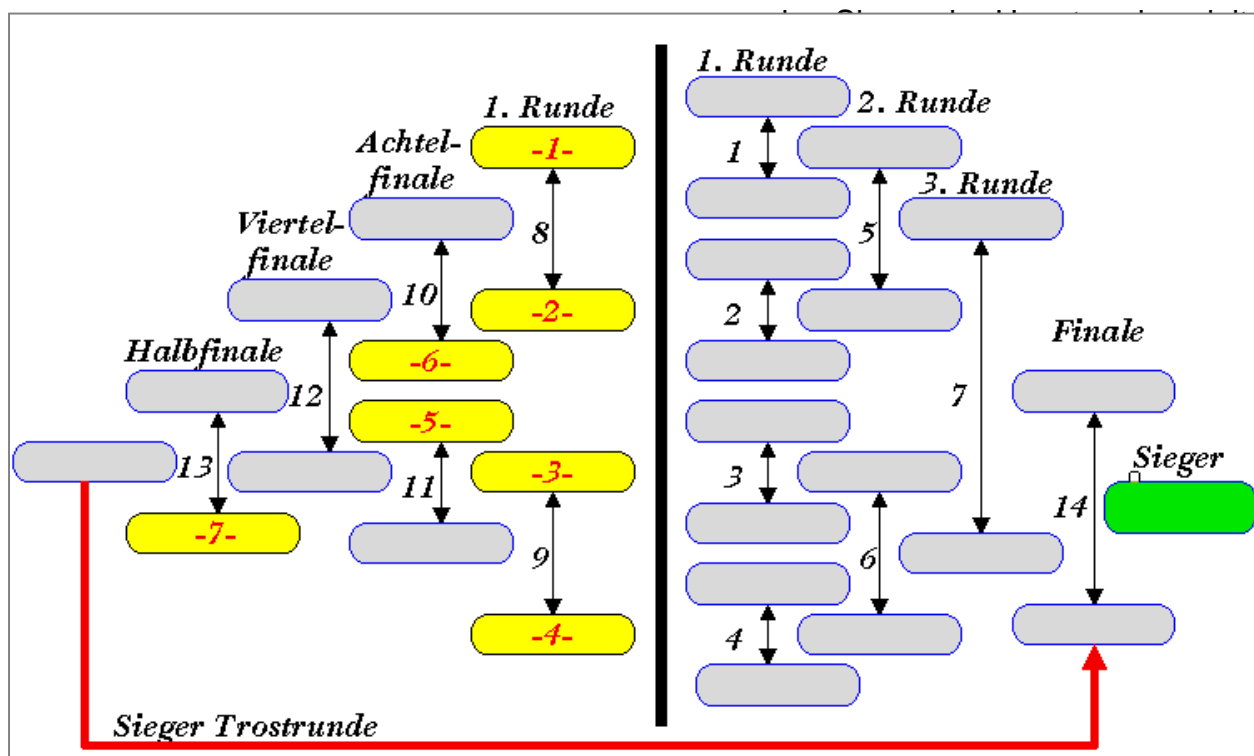 1. Runde
2. Runde
1. Runde
Achtel-
finale
-1-
1
3. Runde
Viertel-
finale
8
5
10
-2-
2
Finale
Halbfinale
-6-
12
7
-5-
Sieger
13
11
-3-
3
14
-7-
9
6
-4-
4
Sieger Trostrunde